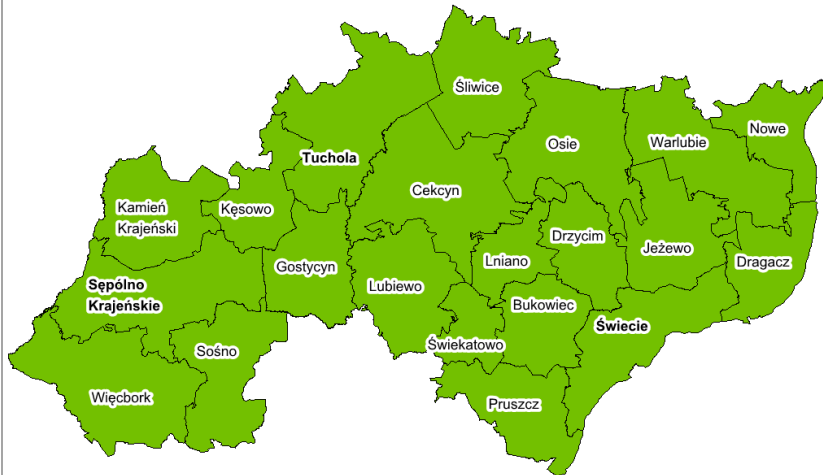 Śliwice
Nowe
Osie
Warlubie
Tuchola
Cekcyn
Kamień
Krajeński
Kęsowo
Drzycim
Jeżewo
Lniano
Dragacz
Gostycyn
Lubiewo
Sępólno
Krajeńskie
Bukowiec
Świecie
Świekatowo
Sośno
Więcbork
Pruszcz